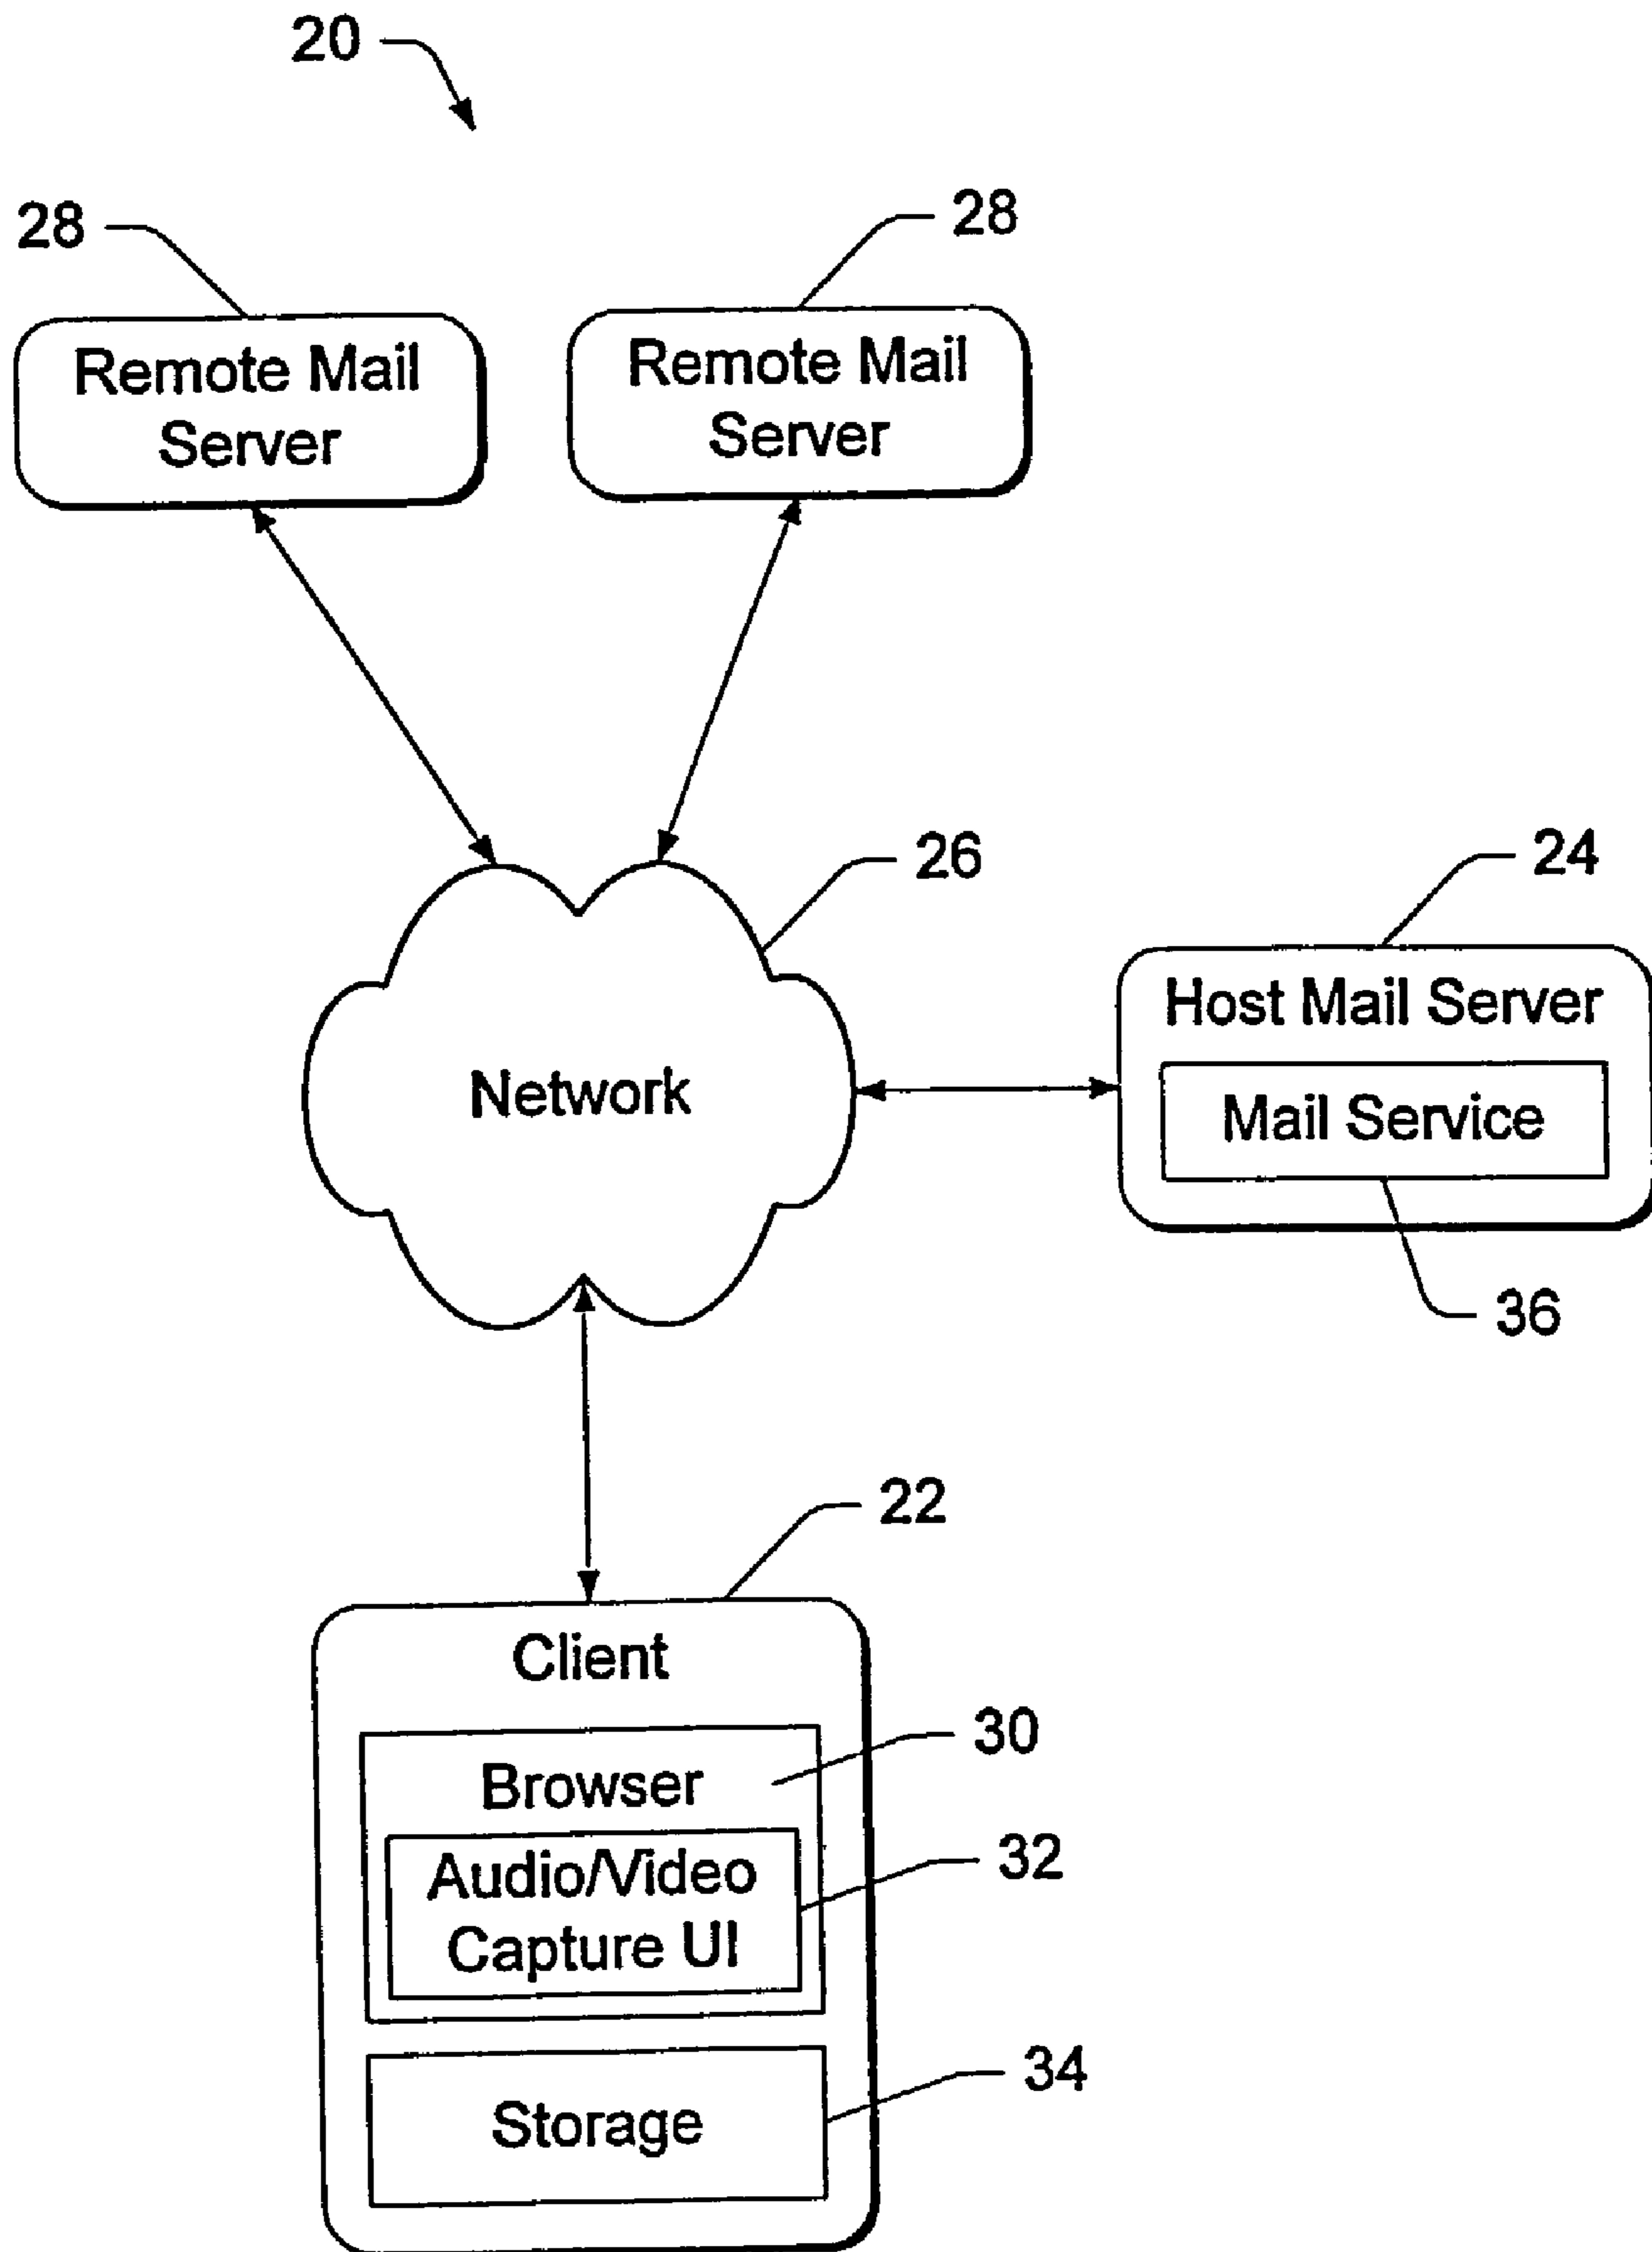 20
28
28
Remote Mail
Server
Remote Mail
Server
26
24
Host Mail Server
Mail Service
Network
36
22
Client
30
Browser
32
Audio/Video
Capture UI
34
Storage